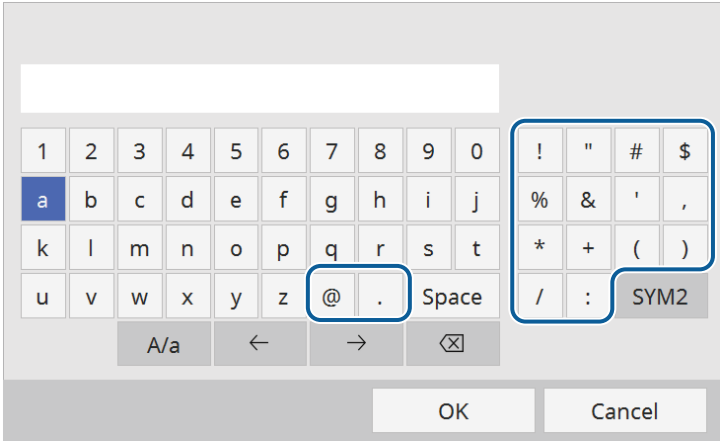 1 2 3 4 5 6 7 8 9 0 ! " # $
a b c d e f g h i j % & ' ,
k l m n o p q r s t * + ( )
u v w x y z @ . Space / : SYM2
A/a ← → ⌫
OK Cancel